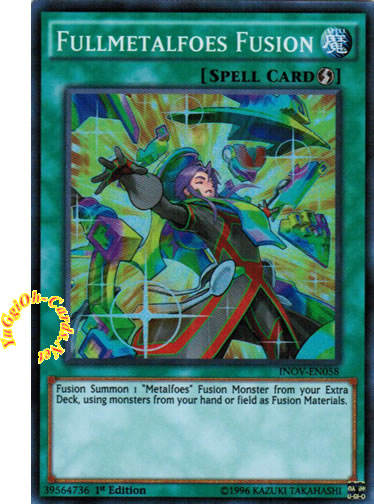 FULLMETALFOES FUSION
魔
[SPELL CARD]
YuGiOh-Cards.Net
INOV-EN058
Fusion Summon 1 "Metalfoes" Fusion Monster from your Extra
Deck, using monsters from your hand or field as Fusion Materials.
39564736 1st Edition ©1996 KAZUKI TAKAHASHI